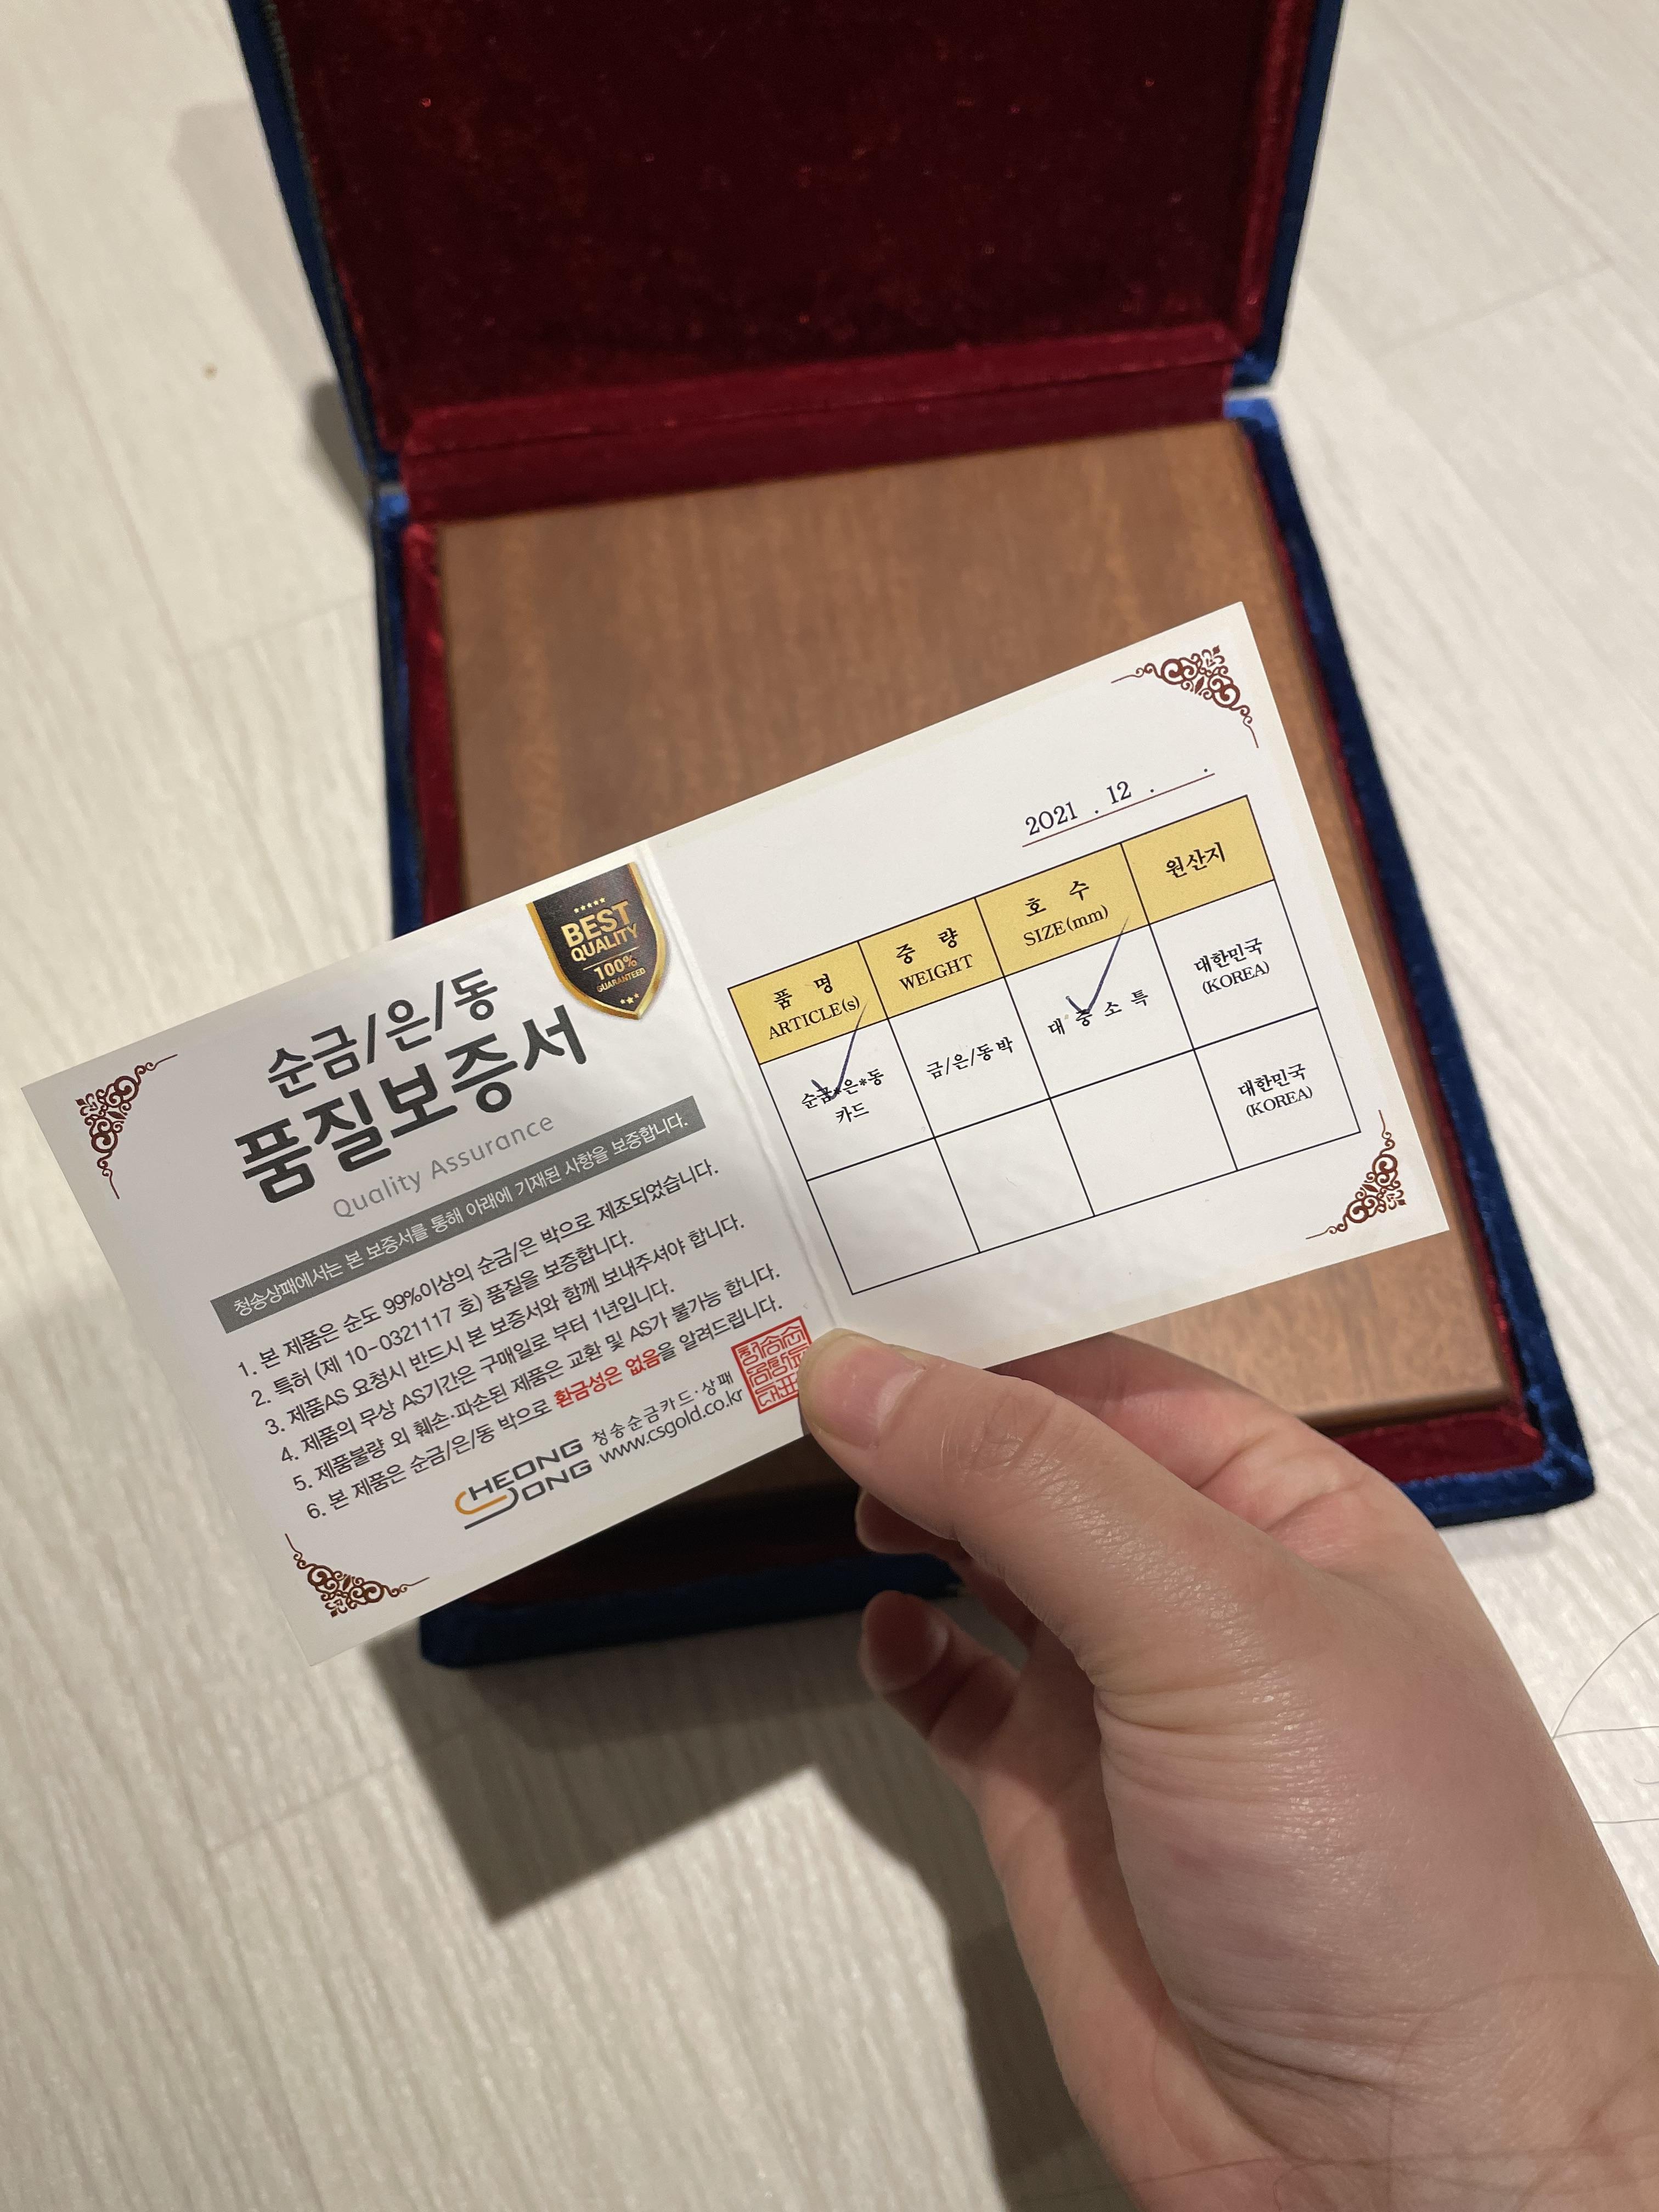 BEST
QUALITY
100%
GUARANTEED
순금/은/동
품질보증서
Quality Assurance
청송상패에서는 본 보증서를 통해 아래에 기재된 사항을 보증합니다.
1. 본 제품은 순도 99%이상의 순금/은 박으로 제조되었습니다.
2. 특허 (제 10-0321117 호) 품질을 보증합니다.
3. 제품AS 요청시 반드시 본 보증서와 함께 보내주셔야 합니다.
4. 제품의 무상 AS기간은 구매일로 부터 1년입니다.
5. 제품불량 외 훼손·파손된 제품은 교환 및 AS가 불가능 합니다.
6. 본 제품은 순금/은/동 박으로 환금성은 없음을 알려드립니다.
CHEONG
SONG
청송순금카드·상패
www.csgold.co.kr
2021 . 12 . .
품 명
ARTICLE(s)
중 량
WEIGHT
호 수
SIZE(mm)
원산지
순금*은*동
카드
금/은/동박
대 중 소 특
대한민국
(KOREA)
대한민국
(KOREA)